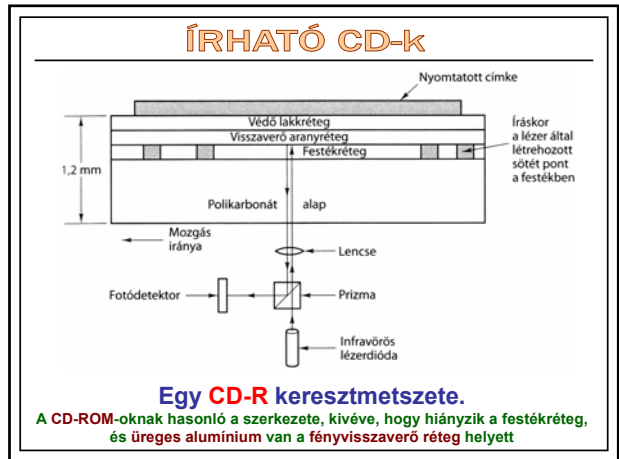 ÍRHATÓ CD-k
Nyomtatott címke
Védő lakkréteg
Visszaverő aranyréteg
Festékréteg
Íráskor
a lézer által
létrehozott
sötét pont
a festékben
1,2 mm
Polikarbonát alap
Mozgás
iránya
Lencse
Fotódetektor
Prizma
Infravörös
lézerdióda
Egy CD-R keresztmetszete.
A CD-ROM-oknak hasonló a szerkezete, kivéve, hogy hiányzik a festékréteg,
és üreges alumínium van a fényvisszaverő réteg helyett